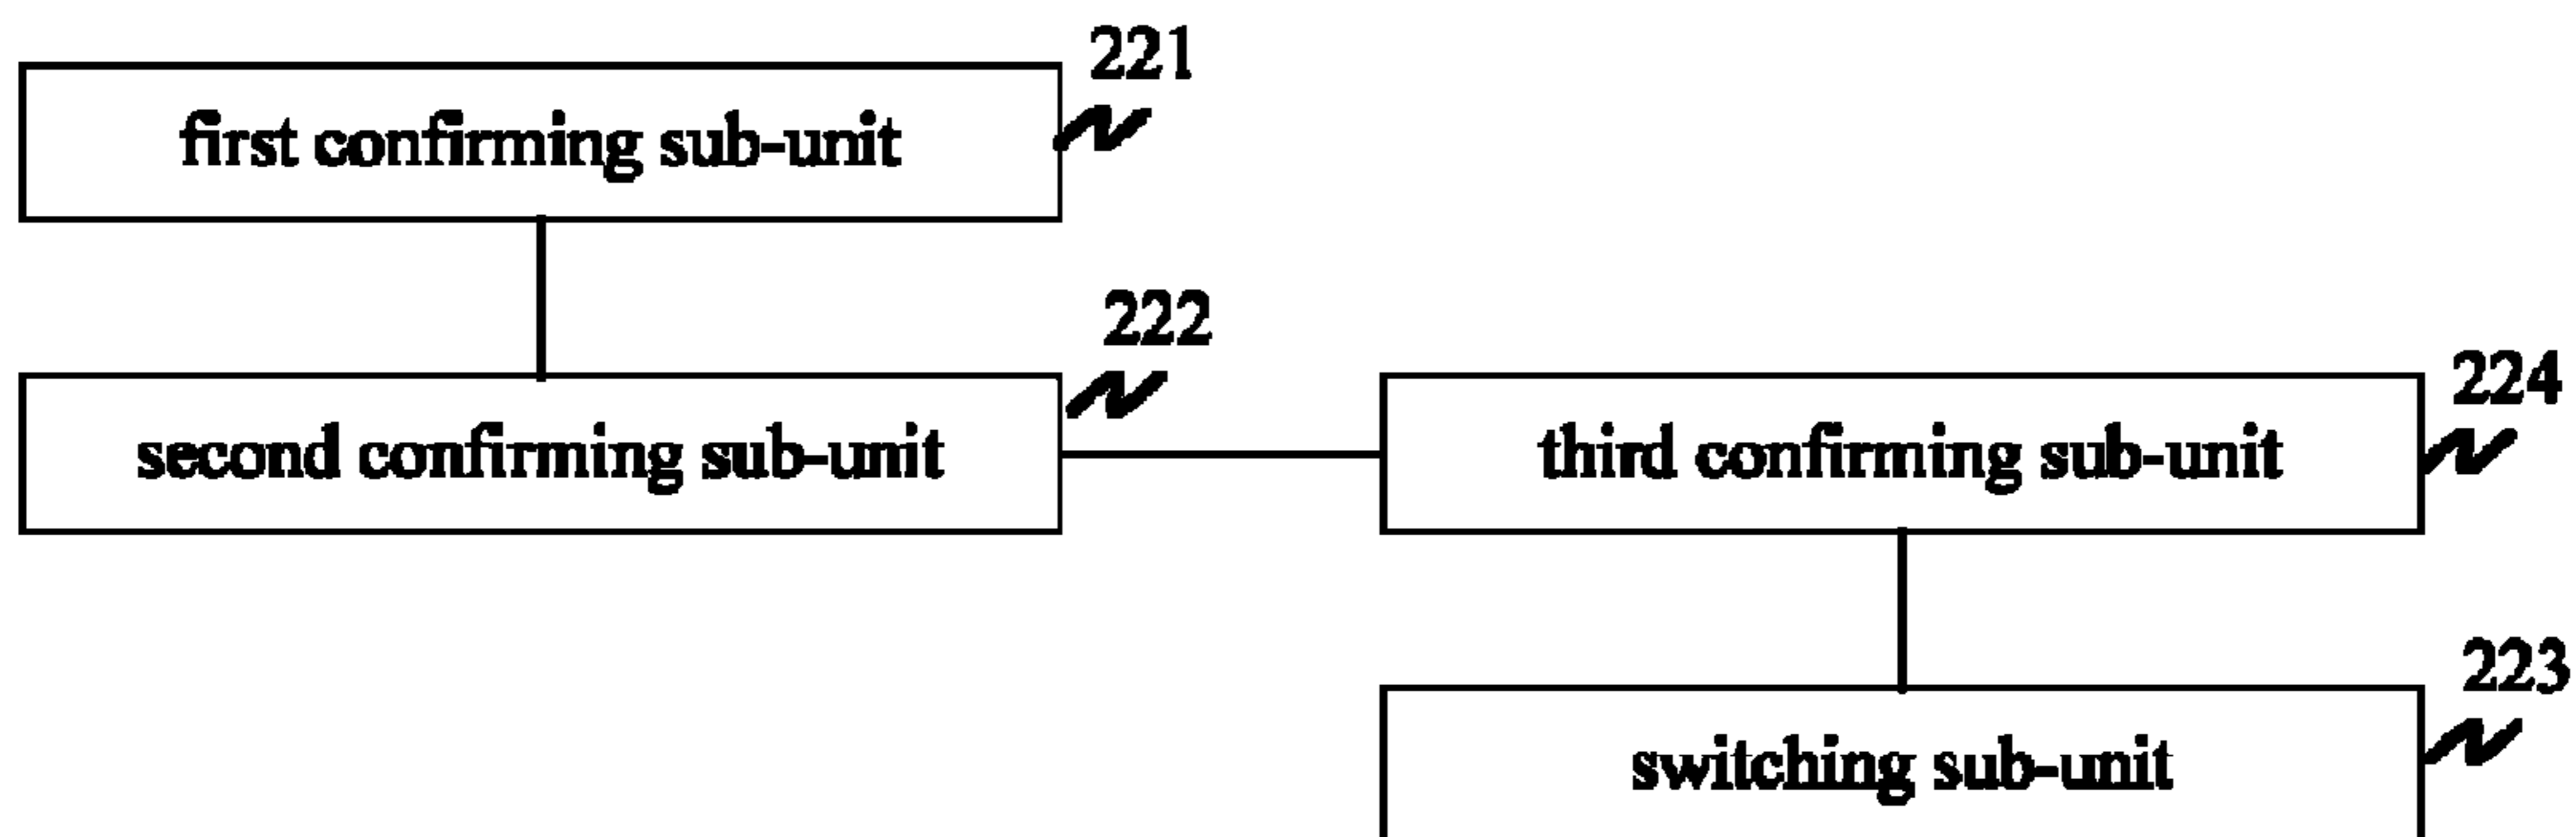 221
first confirming sub-unit
222
second confirming sub-unit
224
third confirming sub-unit
223
switching sub-unit